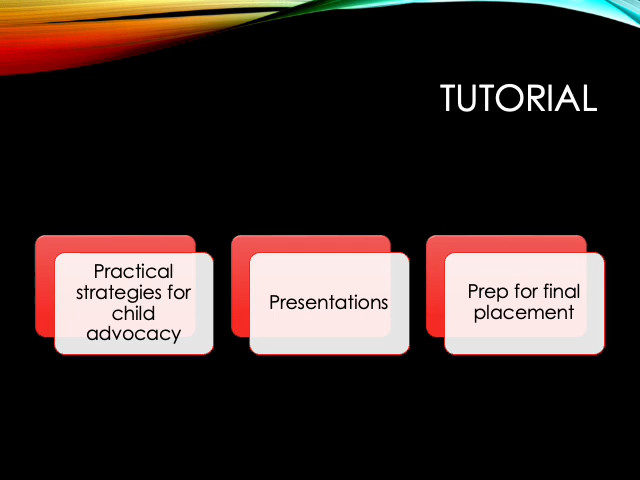 TUTORIAL
Practical
strategies for
child
advocacy
Presentations
Prep for final
placement